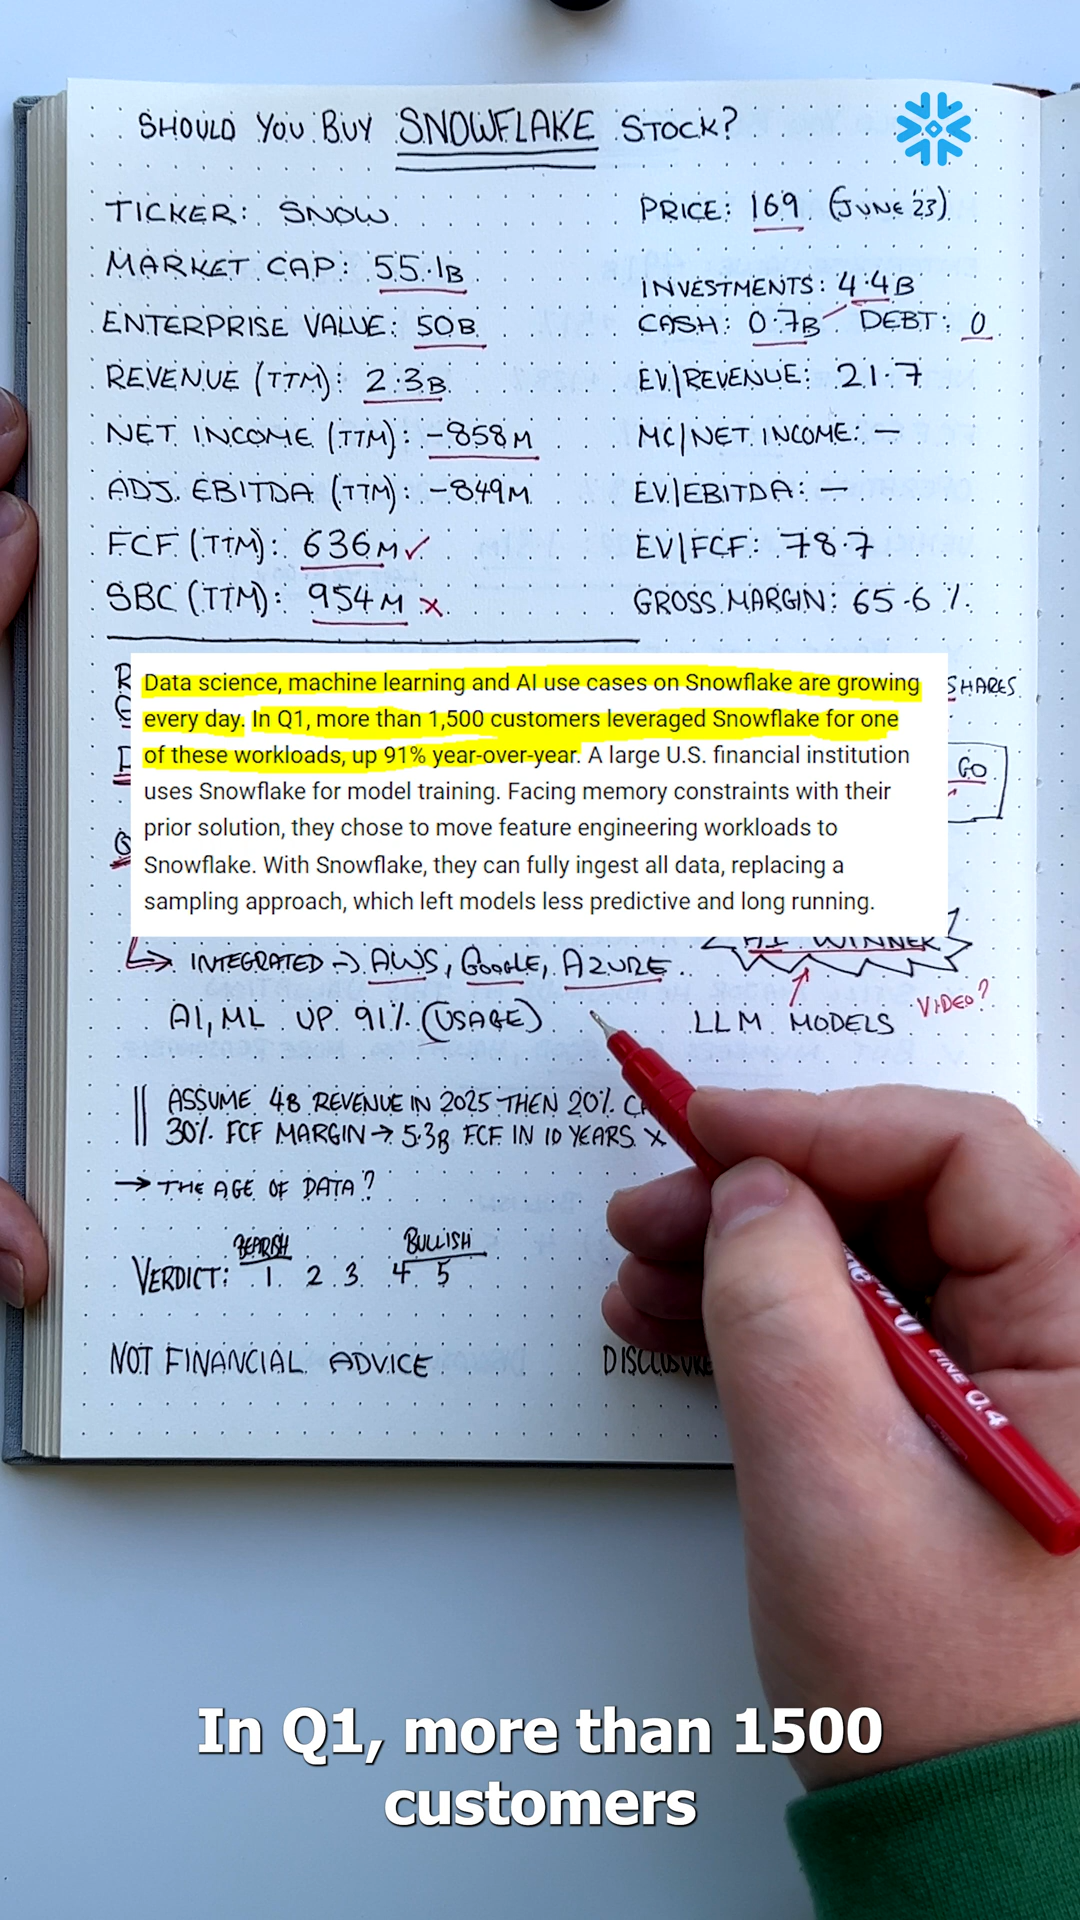 SHOULD YOU BUY SNOWFLAKE STOCK?
TICKER: SNOW
PRICE: 169 (JUNE 23)
MARKET CAP: 55.1B
INVESTMENTS: 4.4B
ENTERPRISE VALUE: 50B
CASH: 0.7B DEBT: 0
REVENUE (TTM): 2.3B
EV/REVENUE: 21.7
NET INCOME (TTM): -858M
MC/NET INCOME: -
ADJ. EBITDA (TTM): -849M
EV/EBITDA: -
FCF (TTM): 636M ✓
EV/FCF: 78.7
SBC (TTM): 954M x
GROSS MARGIN: 65.6 %
SHARES
GO
Data science, machine learning and AI use cases on Snowflake are growing
every day. In Q1, more than 1,500 customers leveraged Snowflake for one
of these workloads, up 91% year-over-year. A large U.S. financial institution
uses Snowflake for model training. Facing memory constraints with their
prior solution, they chose to move feature engineering workloads to
Snowflake. With Snowflake, they can fully ingest all data, replacing a
sampling approach, which left models less predictive and long running.
AI WINNER
↳ INTEGRATED → AWS, GOOGLE, AZURE
VIDEO?
AI, ML UP 91% (USAGE)
LLM MODELS
ASSUME 4B REVENUE IN 2025 THEN 20%
30% FCF MARGIN → 5.3B FCF IN 10 YEARS x
→ THE AGE OF DATA?
BEARISH BULLISH
VERDICT: 1 2 3 4 5
NOT FINANCIAL ADVICE
DISCLOSURE
FINE 0.4
In Q1, more than 1500
customers